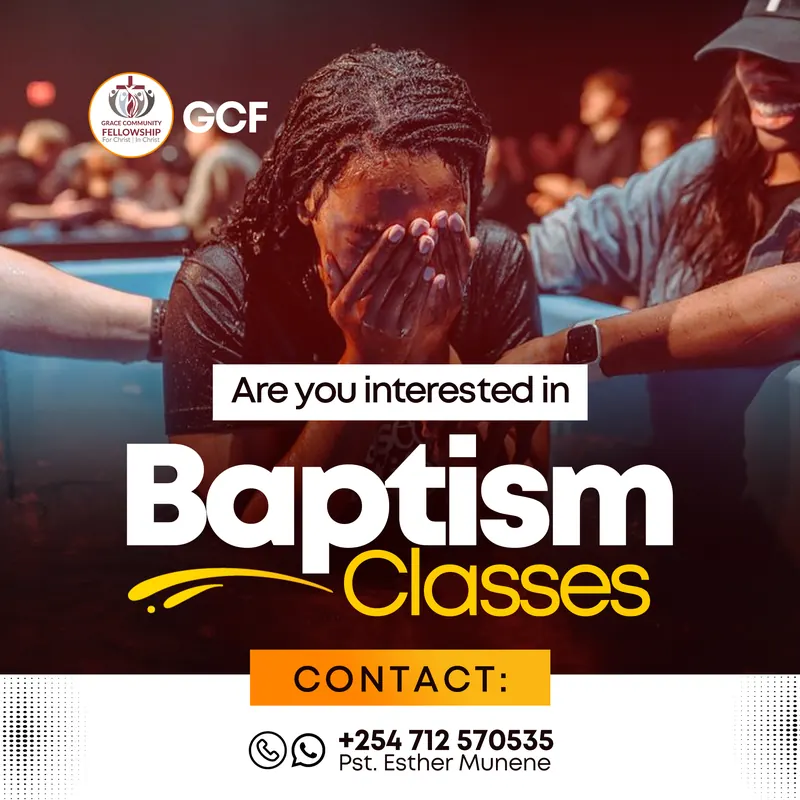 GRACE COMMUNITY
FELLOWSHIP
For Christ | In Christ
GCF
Are you interested in
Baptism
Classes
CONTACT:
+254 712 570535
Pst. Esther Munene